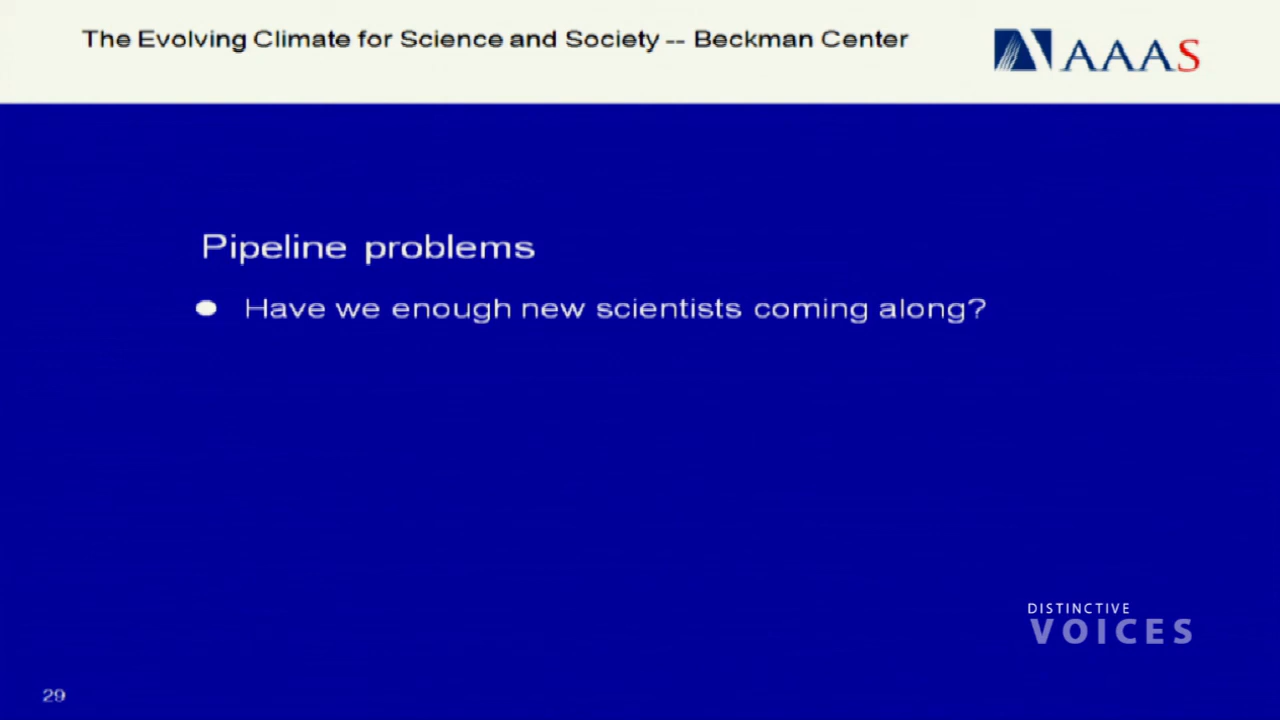 The Evolving Climate for Science and Society -- Beckman Center
AAAS
Pipeline problems
Have we enough new scientists coming along?
DISTINCTIVE
VOICES
29